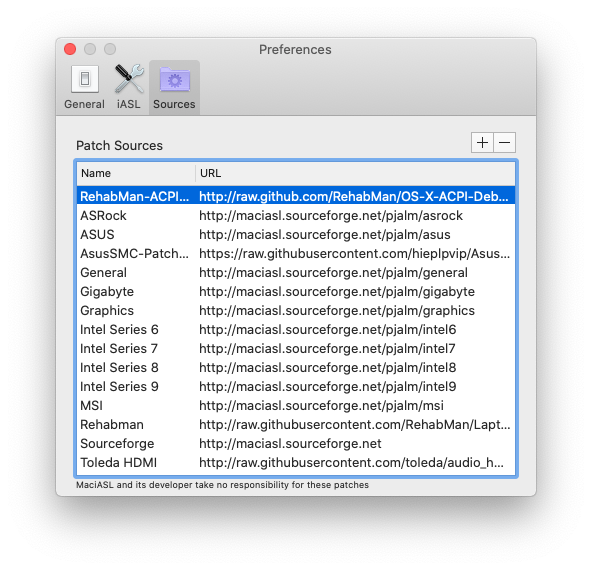 Preferences
General iASL Sources
Patch Sources
Name URL
RehabMan-ACPI... http://raw.github.com/RehabMan/OS-X-ACPI-Deb...
ASRock http://maciasl.sourceforge.net/pjalm/asrock
ASUS http://maciasl.sourceforge.net/pjalm/asus
AsusSMC-Patch... https://raw.githubusercontent.com/hieplpvip/Asus...
General http://maciasl.sourceforge.net/pjalm/general
Gigabyte http://maciasl.sourceforge.net/pjalm/gigabyte
Graphics http://maciasl.sourceforge.net/pjalm/graphics
Intel Series 6 http://maciasl.sourceforge.net/pjalm/intel6
Intel Series 7 http://maciasl.sourceforge.net/pjalm/intel7
Intel Series 8 http://maciasl.sourceforge.net/pjalm/intel8
Intel Series 9 http://maciasl.sourceforge.net/pjalm/intel9
MSI http://maciasl.sourceforge.net/pjalm/msi
Rehabman http://raw.githubusercontent.com/RehabMan/Lapt...
Sourceforge http://maciasl.sourceforge.net
Toleda HDMI http://raw.githubusercontent.com/toleda/audio_h...
MaciASL and its developer take no responsibility for these patches